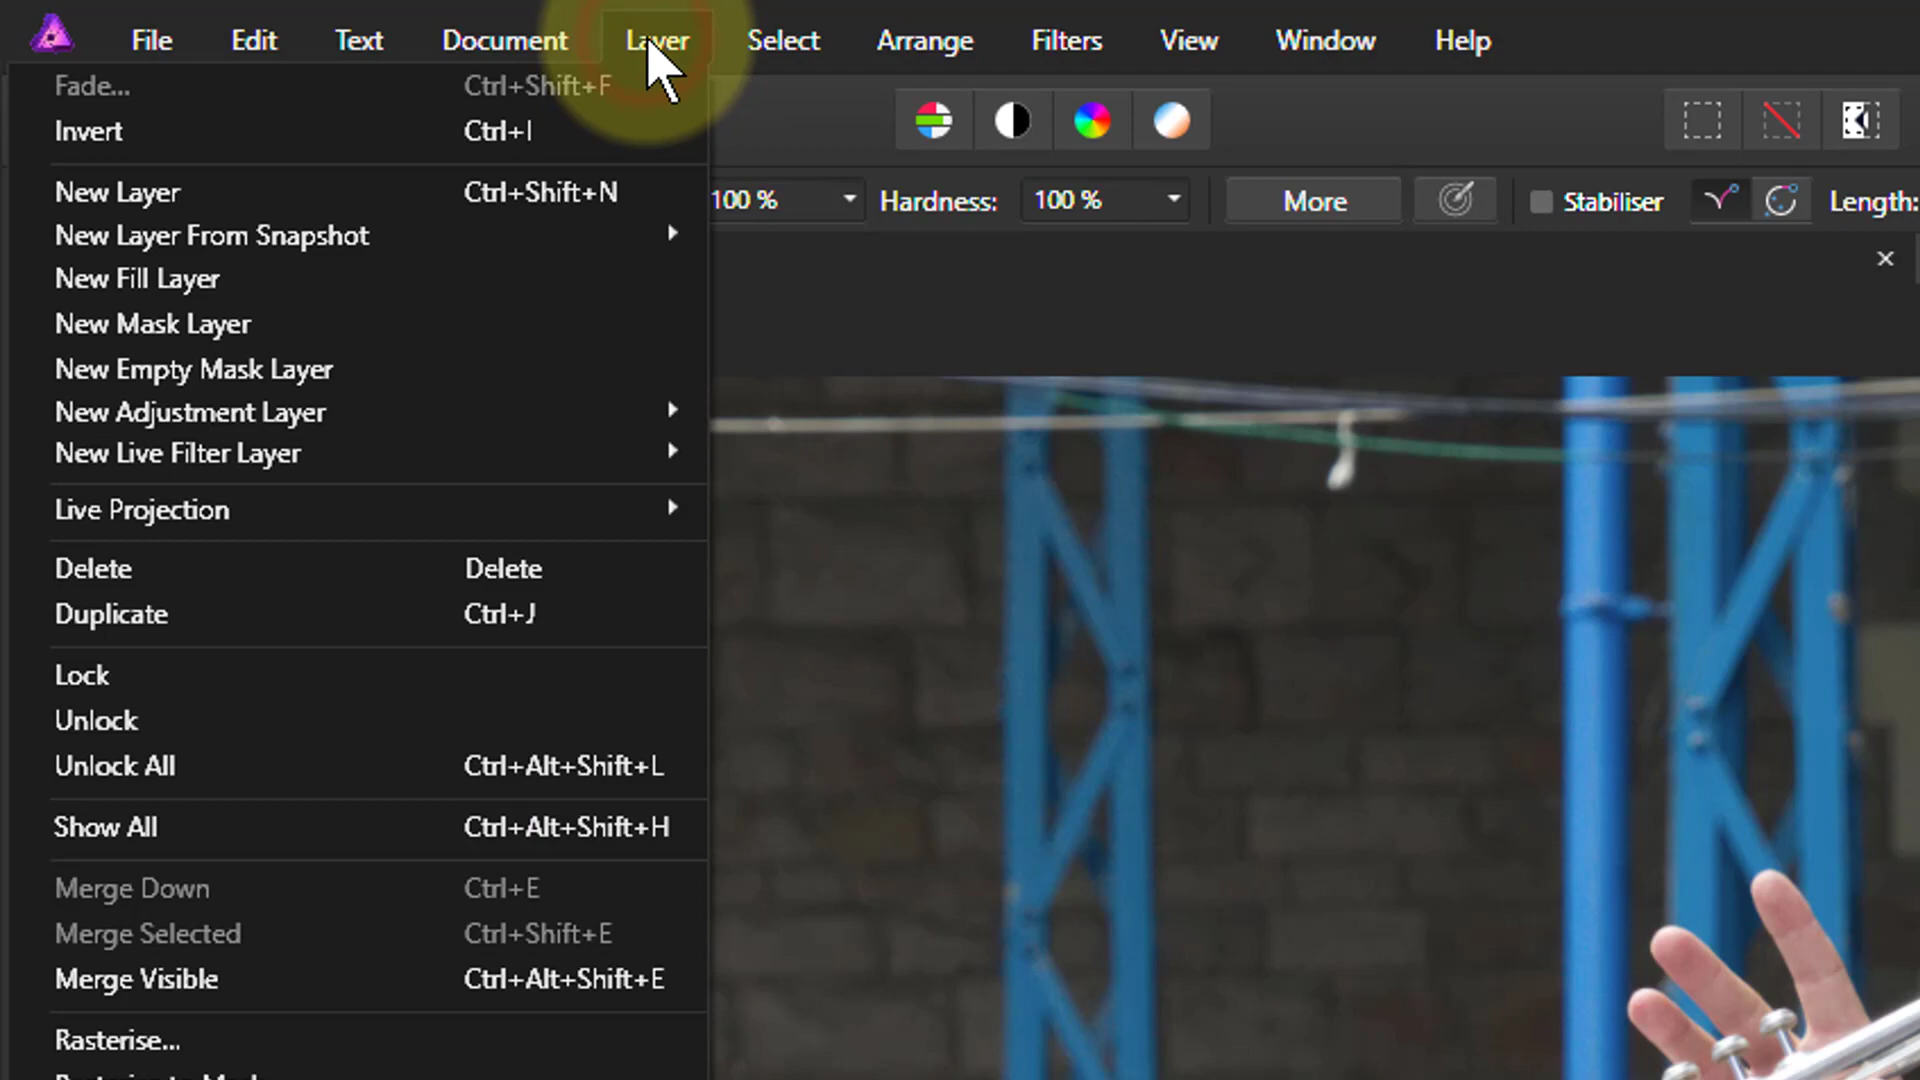 File Edit Text Document Layer Select Arrange Filters View Window Help
Fade... Ctrl+Shift+F
Invert Ctrl+I
New Layer Ctrl+Shift+N
100 % Hardness: 100 % More Stabiliser Length:
New Layer From Snapshot
New Fill Layer
New Mask Layer
New Empty Mask Layer
New Adjustment Layer
New Live Filter Layer
Live Projection
Delete Delete
Duplicate Ctrl+J
Lock
Unlock
Unlock All Ctrl+Alt+Shift+L
Show All Ctrl+Alt+Shift+H
Merge Down Ctrl+E
Merge Selected Ctrl+Shift+E
Merge Visible Ctrl+Alt+Shift+E
Rasterise...